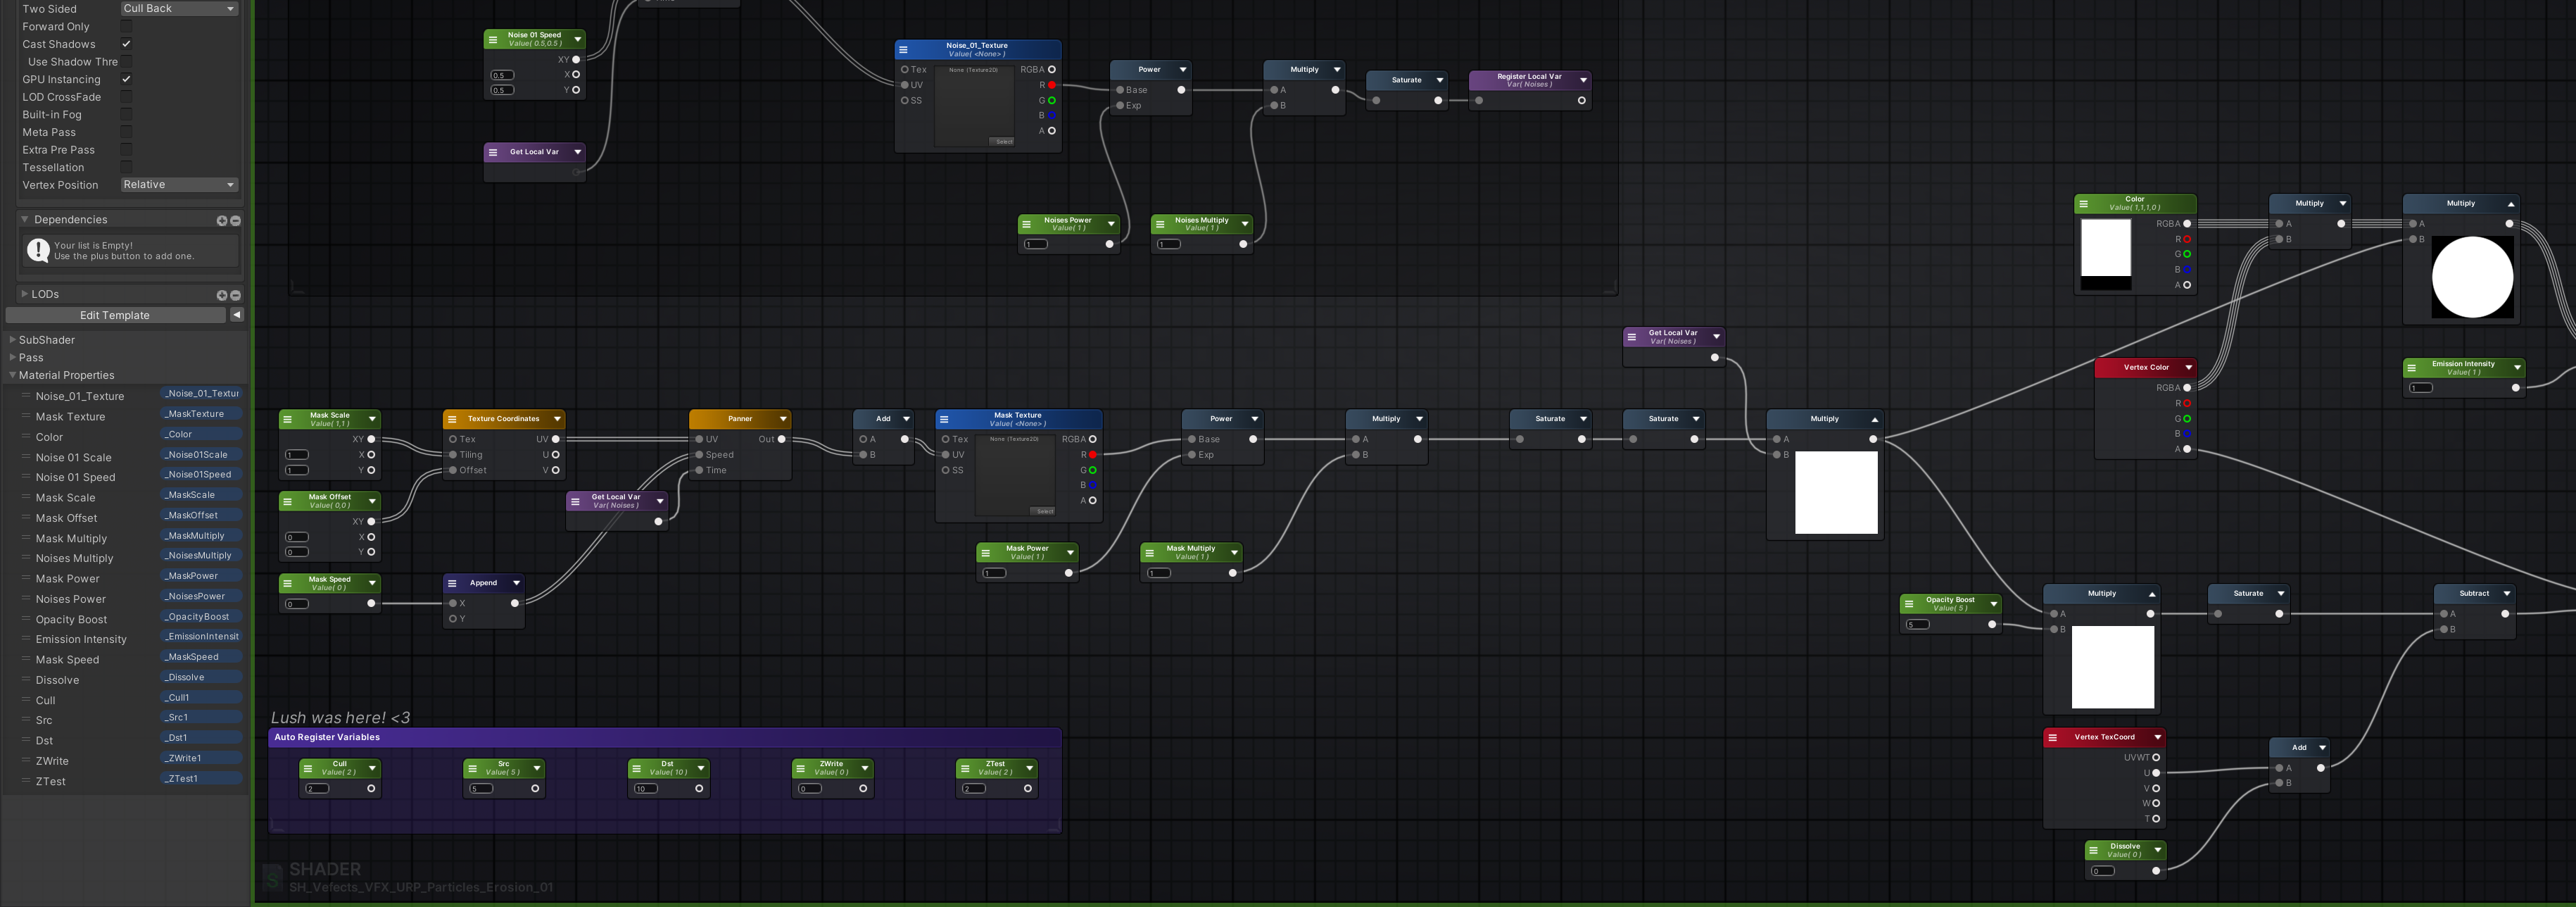 Two Sided Cull Back
Forward Only
Cast Shadows
Use Shadow Thre
GPU Instancing
LOD CrossFade
Built-in Fog
Meta Pass
Extra Pre Pass
Tessellation
Vertex Position Relative
Dependencies
Your list is Empty!
Use the plus button to add one.
LODs
Edit Template
SubShader
Pass
Material Properties
Noise_01_Texture _Noise_01_Textur
Mask Texture _MaskTexture
Color _Color
Noise 01 Scale _Noise01Scale
Noise 01 Speed _Noise01Speed
Mask Scale _MaskScale
Mask Offset _MaskOffset
Mask Multiply _MaskMultiply
Noises Multiply _NoisesMultiply
Mask Power _MaskPower
Noises Power _NoisesPower
Opacity Boost _OpacityBoost
Emission Intensity _EmissionIntensit
Mask Speed _MaskSpeed
Dissolve _Dissolve
Cull _Cull1
Src _Src1
Dst _Dst1
ZWrite _ZWrite1
ZTest _ZTest1
Noise 01 Speed
Value( 0.5,0.5 )
XY
0.5 X
0.5 Y
Get Local Var
Noise_01_Texture
Value( <None> )
Tex None (Texture2D) RGBA
UV R
SS G
B
Select A
Power
Base
Exp
Multiply
A
B
Saturate
Register Local Var
Var( Noises )
Noises Power
Value( 1 )
1
Noises Multiply
Value( 1 )
1
Color
Value( 1,1,1,0 )
RGBA
R
G
B
A
Multiply
A
B
Multiply
A
B
Get Local Var
Var( Noises )
Vertex Color
RGBA
R
G
B
A
Emission Intensity
Value( 1 )
1
Mask Scale
Value( 1,1 )
XY
1 X
1 Y
Texture Coordinates
Tex UV
Tiling U
Offset V
Panner
UV Out
Speed
Time
Add
A
B
Mask Texture
Value( <None> )
Tex None (Texture2D) RGBA
UV R
SS G
B
A
Select
Power
Base
Exp
Multiply
A
B
Saturate
Saturate
Multiply
A
B
Mask Offset
Value( 0,0 )
XY
0 X
0 Y
Get Local Var
Var( Noises )
Mask Power
Value( 1 )
1
Mask Multiply
Value( 1 )
1
Mask Speed
Value( 0 )
0
Append
X
Y
Opacity Boost
Value( 5 )
5
Multiply
A
B
Saturate
Subtract
A
B
Lush was here! <3
Auto Register Variables
Cull
Value( 2 )
2
Src
Value( 5 )
5
Dst
Value( 10 )
10
ZWrite
Value( 0 )
0
ZTest
Value( 2 )
2
Vertex TexCoord
UVWT
U
V
W
T
Add
A
B
Dissolve
Value( 0 )
0
SHADER
SH_Vefects_VFX_URP_Particles_Erosion_01